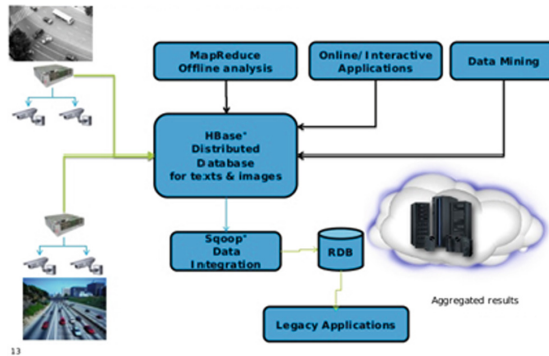 MapReduce
Offline analysis
Online/Interactive
Applications
Data Mining
HBase*
Distributed
Database
for texts & images
Sqoop*
Data
Integration
RDB
Aggregated results
Legacy Applications
13